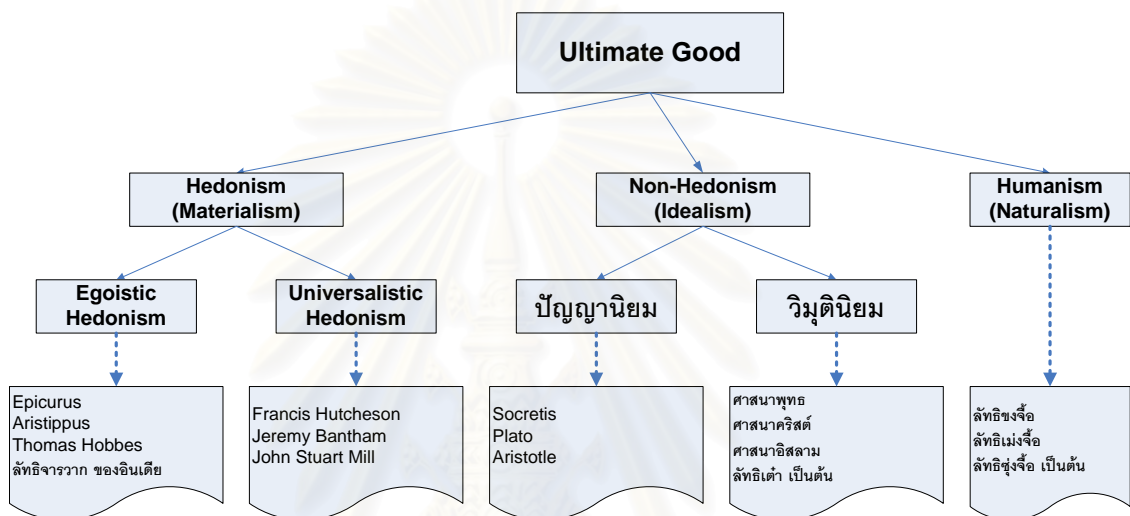 Ultimate Good
Hedonism
(Materialism)
Non-Hedonism
(Idealism)
Humanism
(Naturalism)
Egoistic
Hedonism
Universalistic
Hedonism
ปัญญานิยม
วิมุตินิยม
Epicurus
Aristippus
Thomas Hobbes
ลัทธิจารวาก ของอินเดีย
Francis Hutcheson
Jeremy Bantham
John Stuart Mill
Socretis
Plato
Aristotle
ศาสนาพุทธ
ศาสนาคริสต์
ศาสนาอิสลาม
ลัทธิเต๋า เป็นต้น
ลัทธิขงจื้อ
ลัทธิเม่งจื้อ
ลัทธิซุ่งจื้อ เป็นต้น